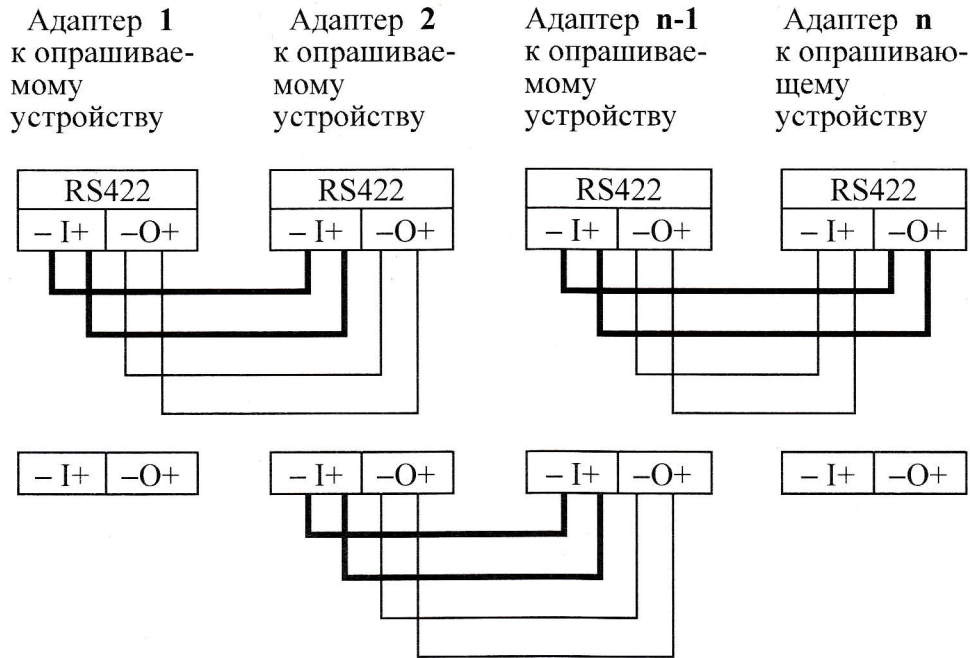 Адаптер 1
к опрашивае-
мому
устройству
Адаптер 2
к опрашивае-
мому
устройству
Адаптер n-1
к опрашивае-
мому
устройству
Адаптер n
к опрашиваю-
щему
устройству
RS422
– I+ –O+
RS422
– I+ –O+
RS422
– I+ –O+
RS422
– I+ –O+
– I+ –O+
– I+ –O+
– I+ –O+
– I+ –O+